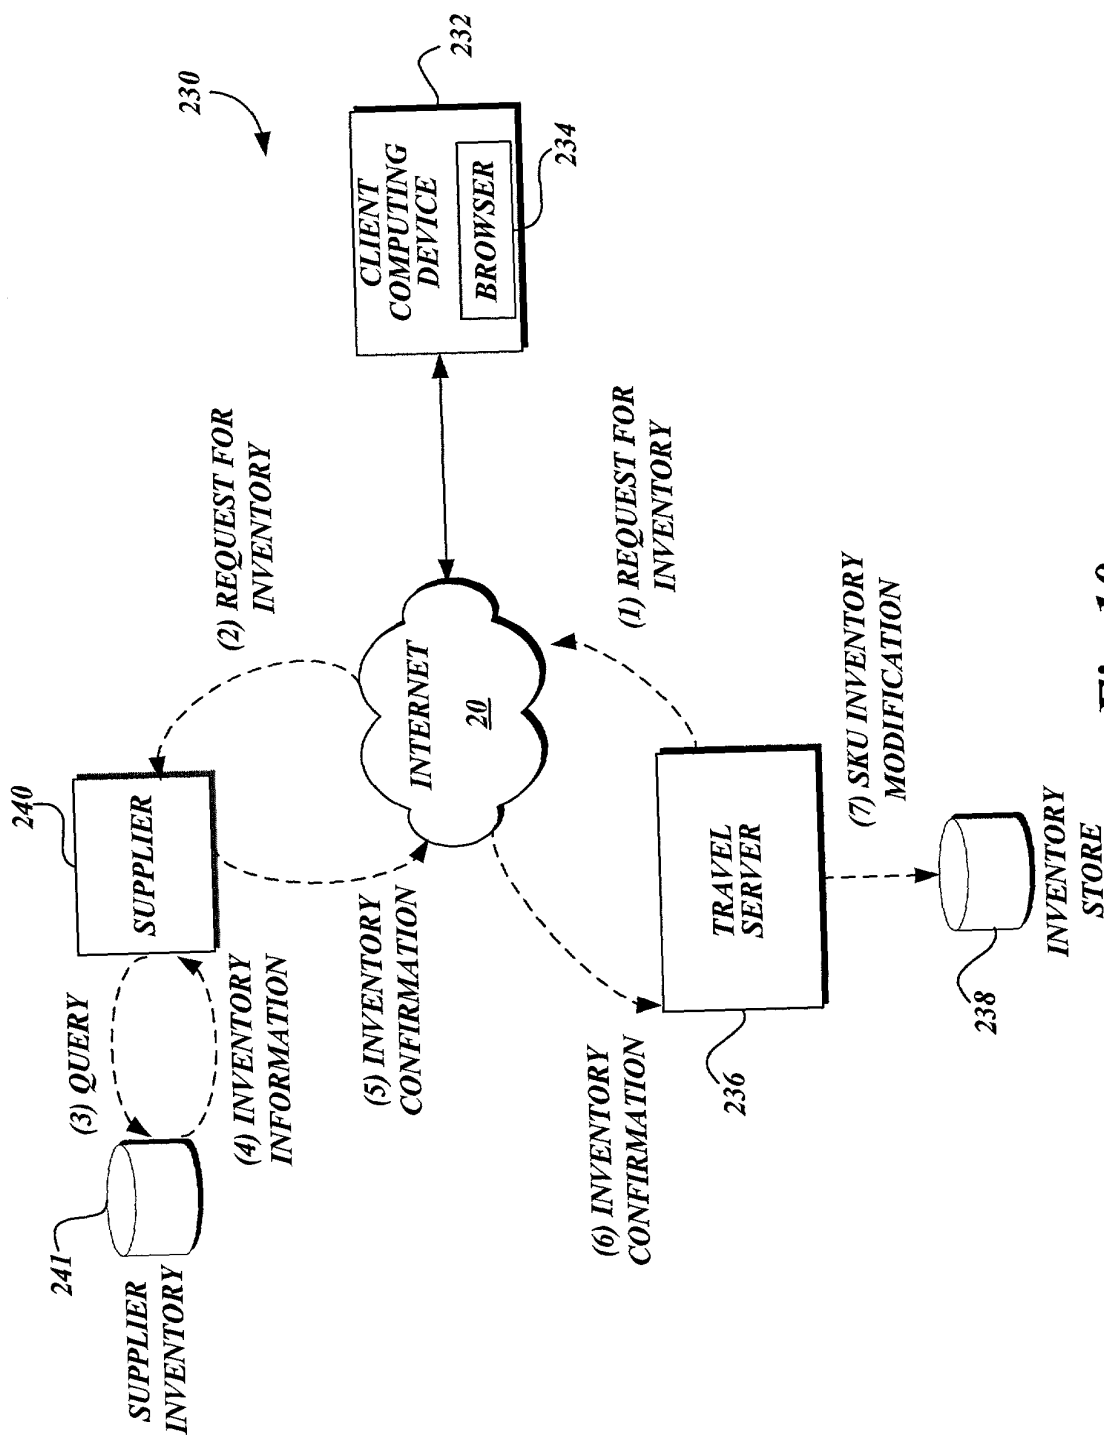 230
232
CLIENT
COMPUTING
DEVICE
BROWSER
234
(2) REQUEST FOR
INVENTORY
(1) REQUEST FOR
INVENTORY
INTERNET
20
240
SUPPLIER
(3) QUERY
(4) INVENTORY
INFORMATION
241
SUPPLIER
INVENTORY
(5) INVENTORY
CONFIRMATION
(6) INVENTORY
CONFIRMATION
TRAVEL
SERVER
236
(7) SKU INVENTORY
MODIFICATION
238
INVENTORY
STORE